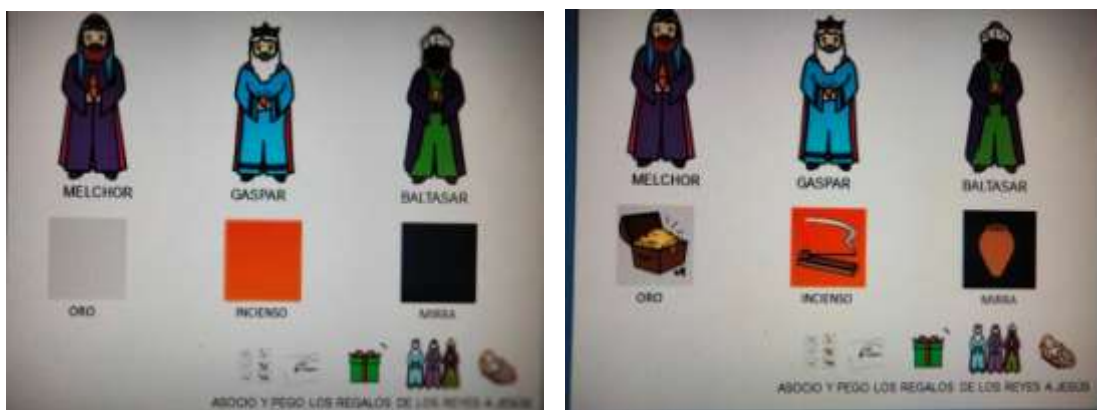 MELCHOR GASPAR BALTASAR
ORO INCIENSO MIRRA
ASOCIO Y PEGO LOS REGALOS DE LOS REYES A JESÚS
MELCHOR GASPAR BALTASAR
ORO INCIENSO MIRRA
ASOCIO Y PEGO LOS REGALOS DE LOS REYES A JESÚS